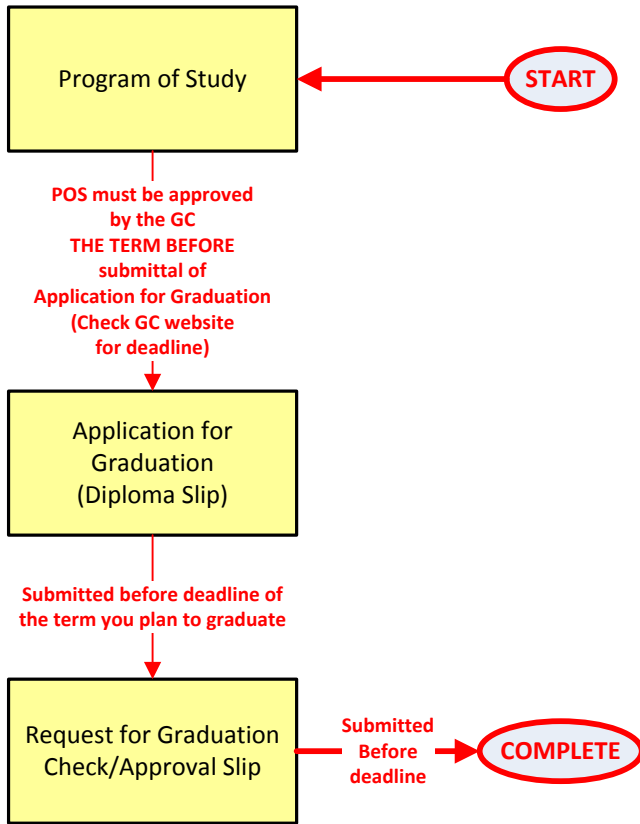 Program of Study
START
POS must be approved
by the GC
THE TERM BEFORE
submittal of
Application for Graduation
(Check GC website
for deadline)
Application for
Graduation
(Diploma Slip)
Submitted before deadline of
the term you plan to graduate
Request for Graduation
Check/Approval Slip
Submitted
Before
deadline
COMPLETE